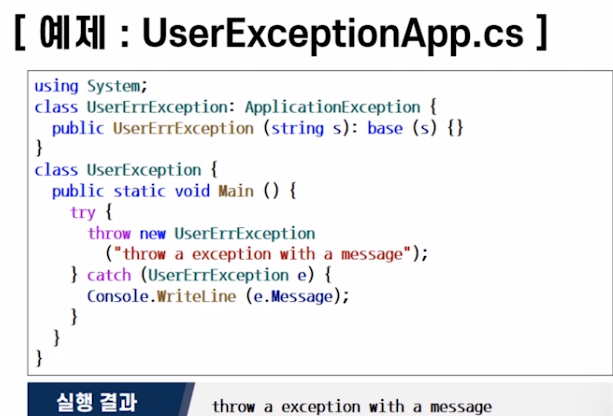 [ 예제 : UserExceptionApp.cs ]
using System;
class UserErrException: ApplicationException {
public UserErrException (string s): base (s) {}
}
class UserException {
public static void Main () {
try {
throw new UserErrException
("throw a exception with a message");
} catch (UserErrException e) {
Console.WriteLine (e.Message);
}
}
}
실행 결과
throw a exception with a message